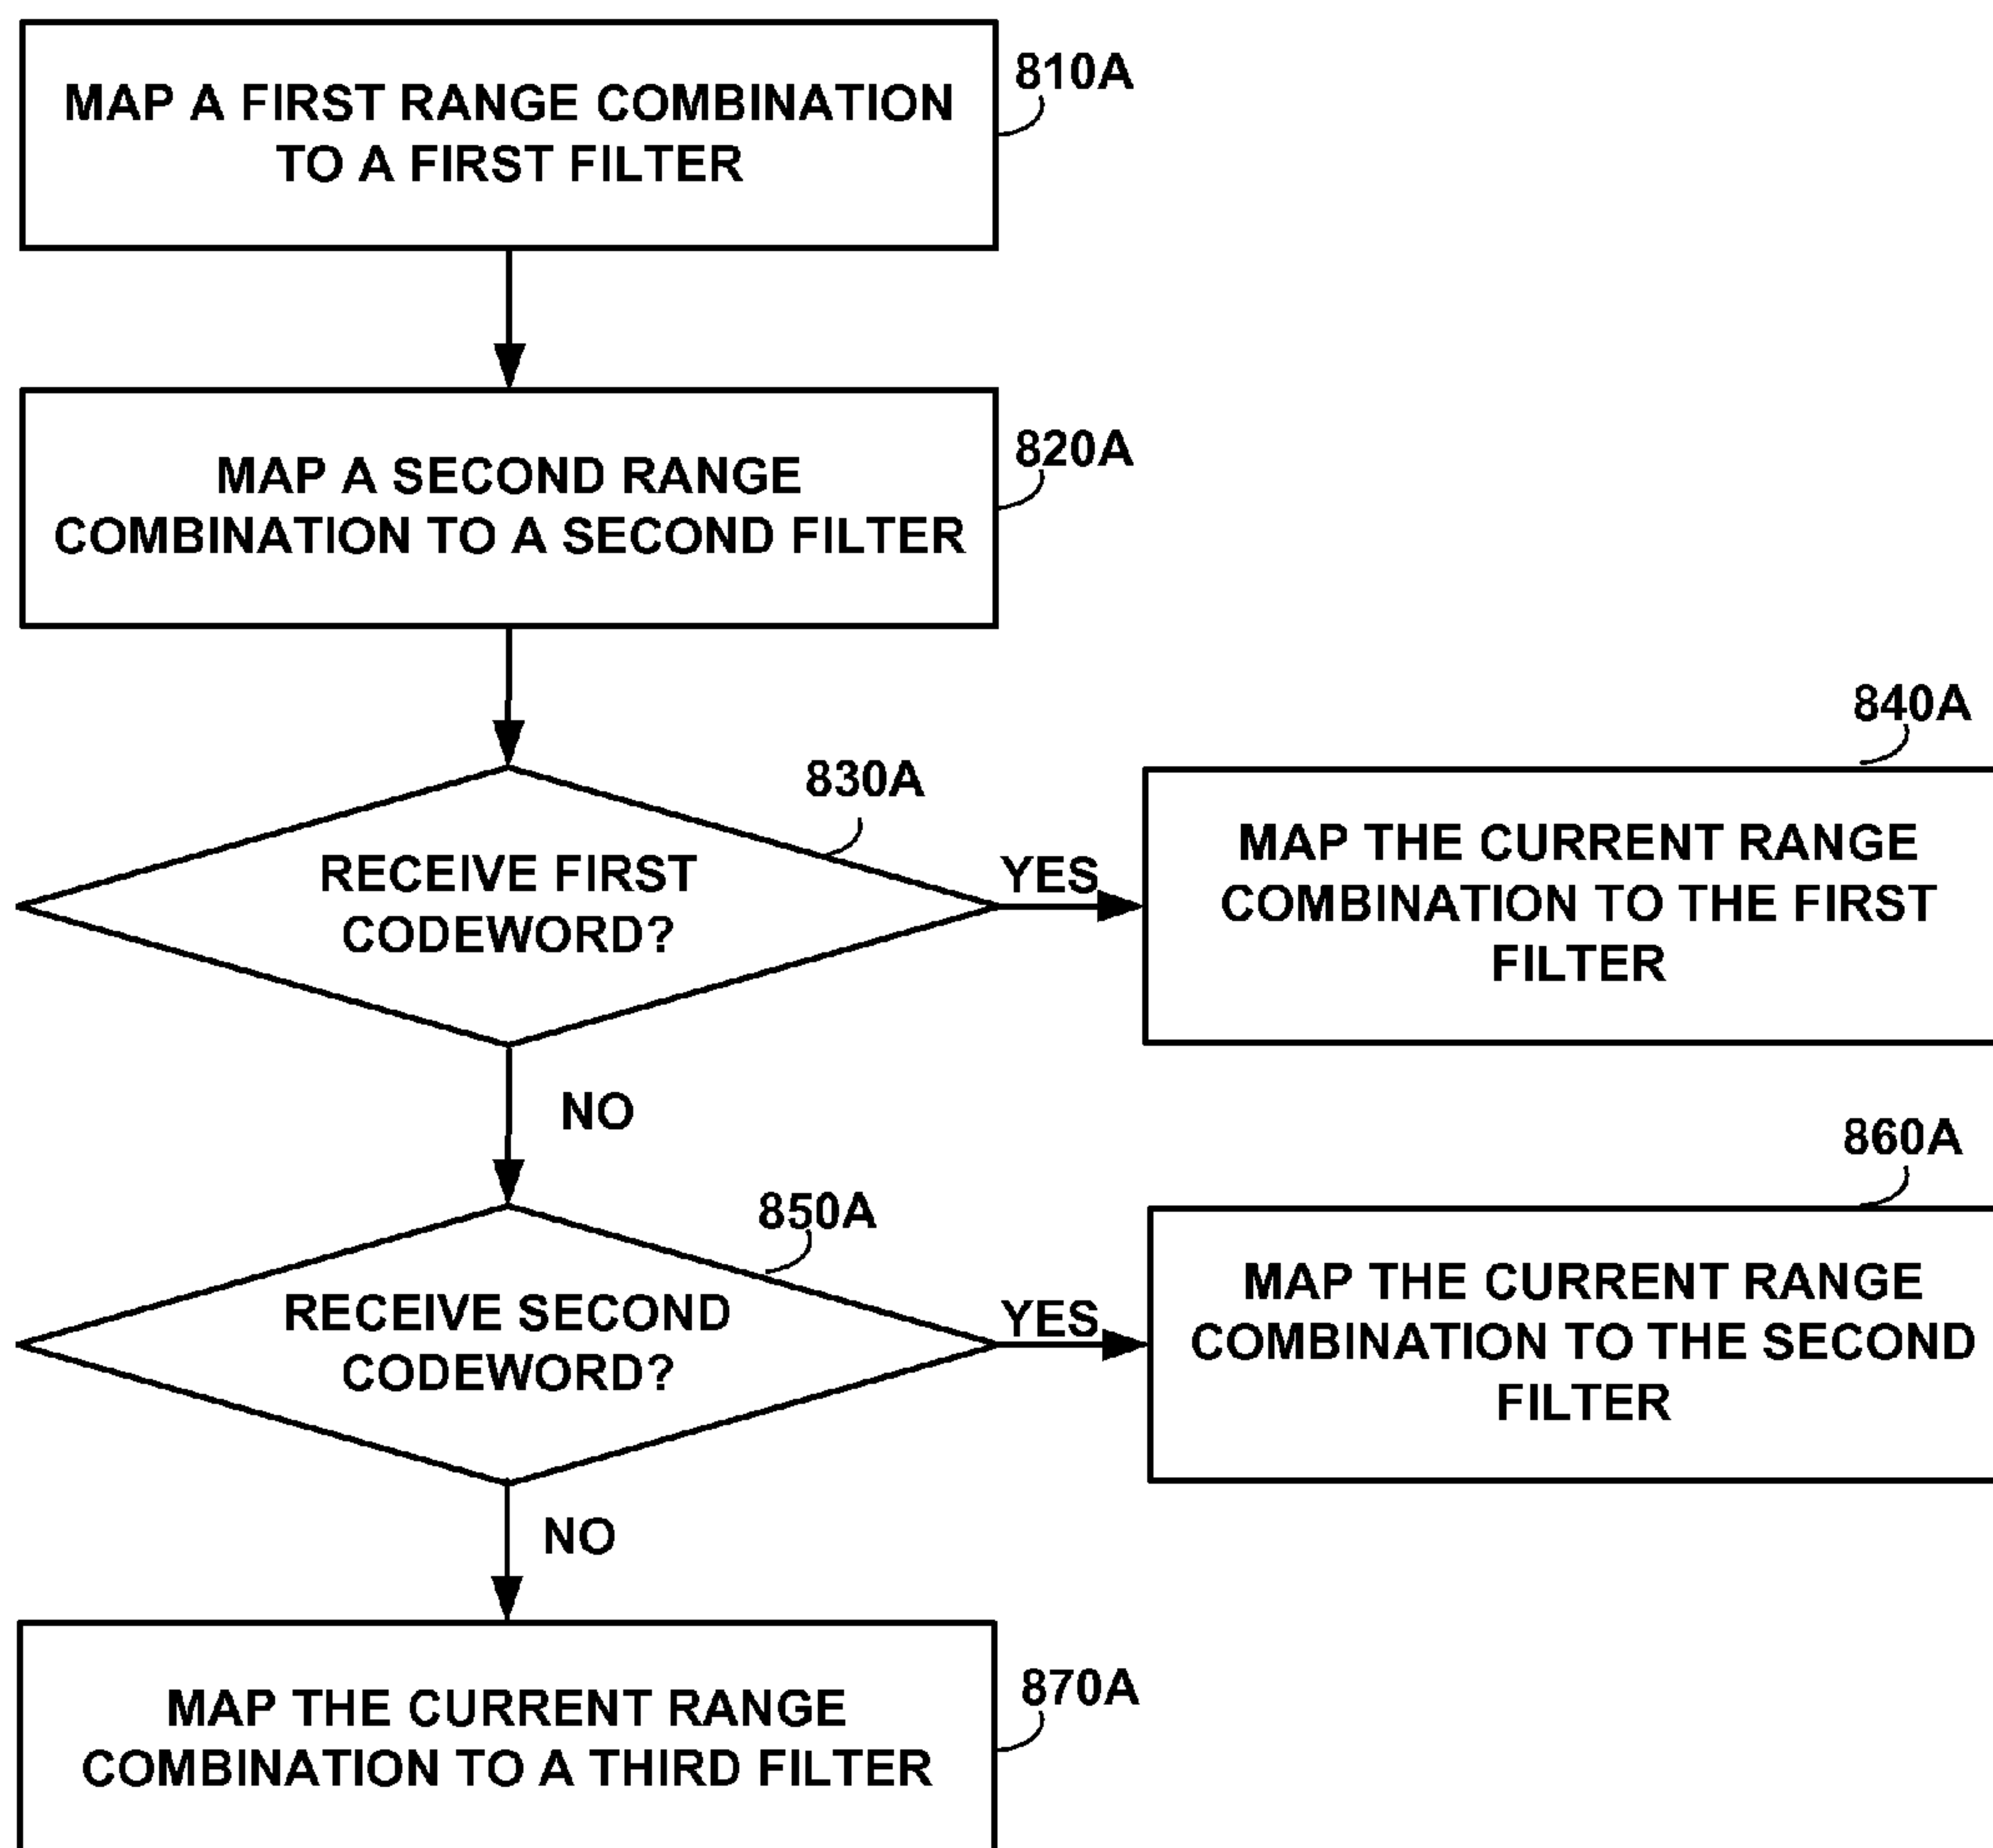 MAP A FIRST RANGE COMBINATION
TO A FIRST FILTER
810A
MAP A SECOND RANGE
COMBINATION TO A SECOND FILTER
820A
RECEIVE FIRST
CODEWORD?
830A
YES
840A
MAP THE CURRENT RANGE
COMBINATION TO THE FIRST
FILTER
NO
RECEIVE SECOND
CODEWORD?
850A
YES
860A
MAP THE CURRENT RANGE
COMBINATION TO THE SECOND
FILTER
NO
MAP THE CURRENT RANGE
COMBINATION TO A THIRD FILTER
870A